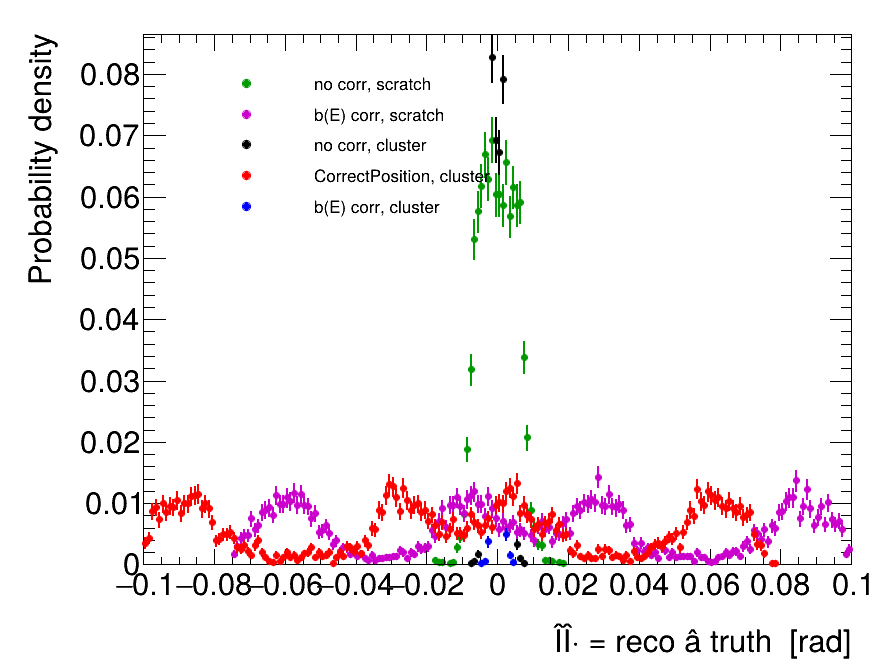 Probability density
0.08
0.07
0.06
0.05
0.04
0.03
0.02
0.01
0
no corr, scratch
b(E) corr, scratch
no corr, cluster
CorrectPosition, cluster
b(E) corr, cluster
−0.1 −0.08 −0.06 −0.04 −0.02 0 0.02 0.04 0.06 0.08 0.1
ÎÎ· = reco â truth [rad]